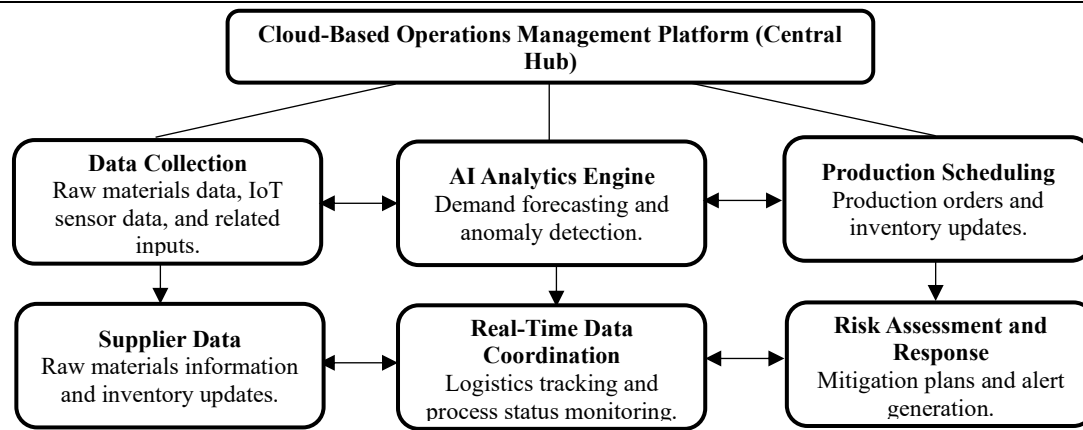 Cloud-Based Operations Management Platform (Central
Hub)
Data Collection
Raw materials data, IoT
sensor data, and related
inputs.
AI Analytics Engine
Demand forecasting and
anomaly detection.
Production Scheduling
Production orders and
inventory updates.
Supplier Data
Raw materials information
and inventory updates.
Real-Time Data
Coordination
Logistics tracking and
process status monitoring.
Risk Assessment and
Response
Mitigation plans and alert
generation.